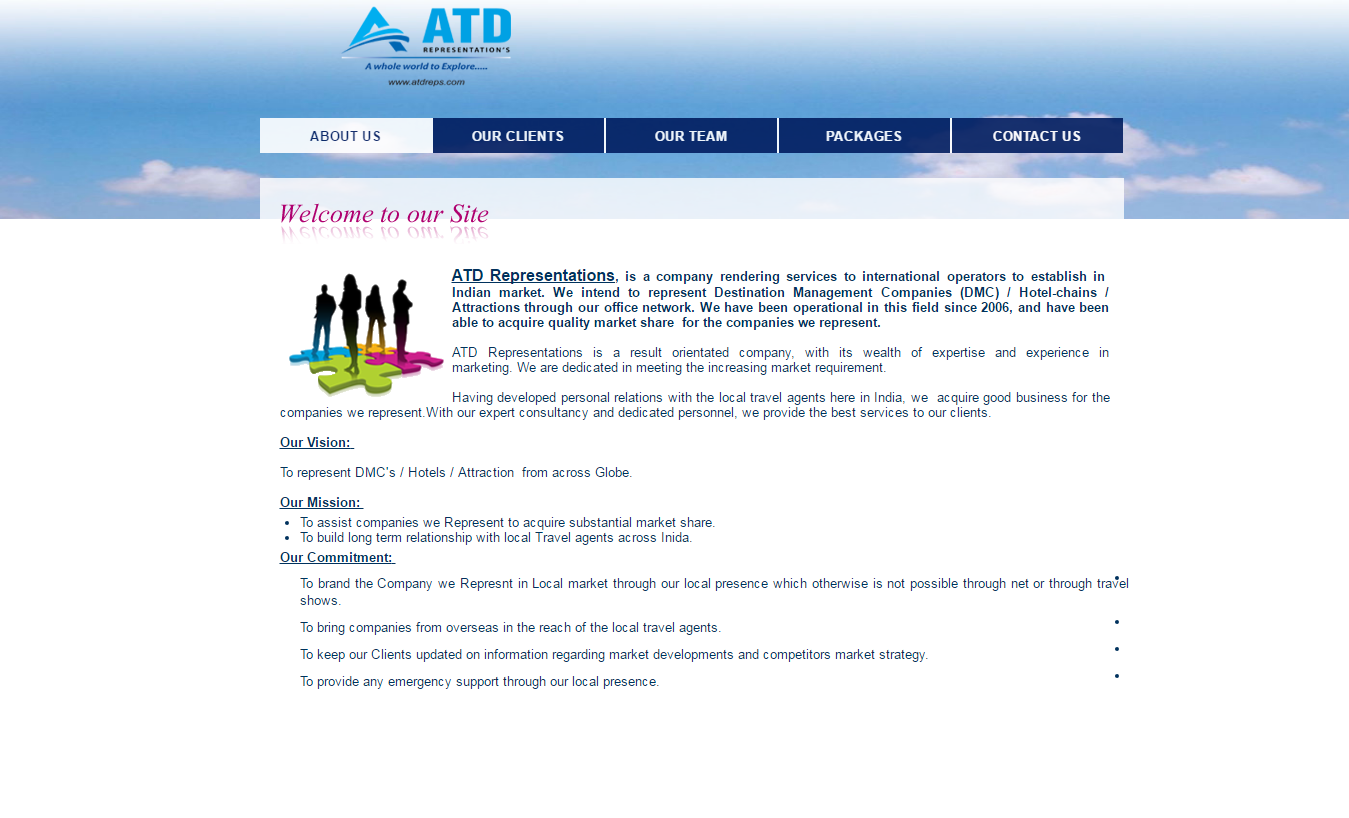 ATD
REPRESENTATION'S
A whole world to Explore.....
www.atdreps.com
ABOUT US
OUR CLIENTS
OUR TEAM
PACKAGES
CONTACT US
Welcome to our Site
ATD Representations, is a company rendering services to international operators to establish in
Indian market. We intend to represent Destination Management Companies (DMC) / Hotel-chains /
Attractions through our office network. We have been operational in this field since 2006, and have been
able to acquire quality market share for the companies we represent.
ATD Representations is a result orientated company, with its wealth of expertise and experience in
marketing. We are dedicated in meeting the increasing market requirement.
Having developed personal relations with the local travel agents here in India, we acquire good business for the
companies we represent.With our expert consultancy and dedicated personnel, we provide the best services to our clients.
Our Vision:
To represent DMC's / Hotels / Attraction from across Globe.
Our Mission:
• To assist companies we Represent to acquire substantial market share.
• To build long term relationship with local Travel agents across Inida.
Our Commitment:
To brand the Company we Represnt in Local market through our local presence which otherwise is not possible through net or through travel
shows.
To bring companies from overseas in the reach of the local travel agents.
To keep our Clients updated on information regarding market developments and competitors market strategy.
To provide any emergency support through our local presence.